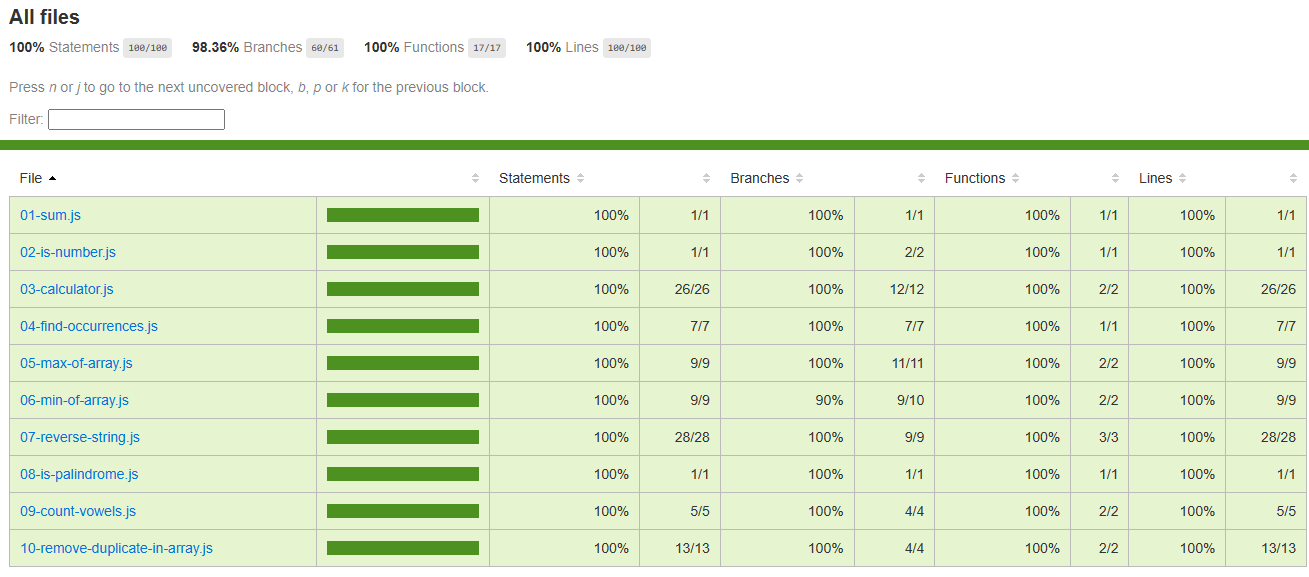 All files
100% Statements 100/100 98.36% Branches 60/61 100% Functions 17/17 100% Lines 100/100
Press n or j to go to the next uncovered block, b, p or k for the previous block.
Filter:
File Statements Branches Functions Lines
01-sum.js 100% 1/1 100% 1/1 100% 1/1 100% 1/1
02-is-number.js 100% 1/1 100% 2/2 100% 1/1 100% 1/1
03-calculator.js 100% 26/26 100% 12/12 100% 2/2 100% 26/26
04-find-occurrences.js 100% 7/7 100% 7/7 100% 1/1 100% 7/7
05-max-of-array.js 100% 9/9 100% 11/11 100% 2/2 100% 9/9
06-min-of-array.js 100% 9/9 90% 9/10 100% 2/2 100% 9/9
07-reverse-string.js 100% 28/28 100% 9/9 100% 3/3 100% 28/28
08-is-palindrome.js 100% 1/1 100% 1/1 100% 1/1 100% 1/1
09-count-vowels.js 100% 5/5 100% 4/4 100% 2/2 100% 5/5
10-remove-duplicate-in-array.js 100% 13/13 100% 4/4 100% 2/2 100% 13/13